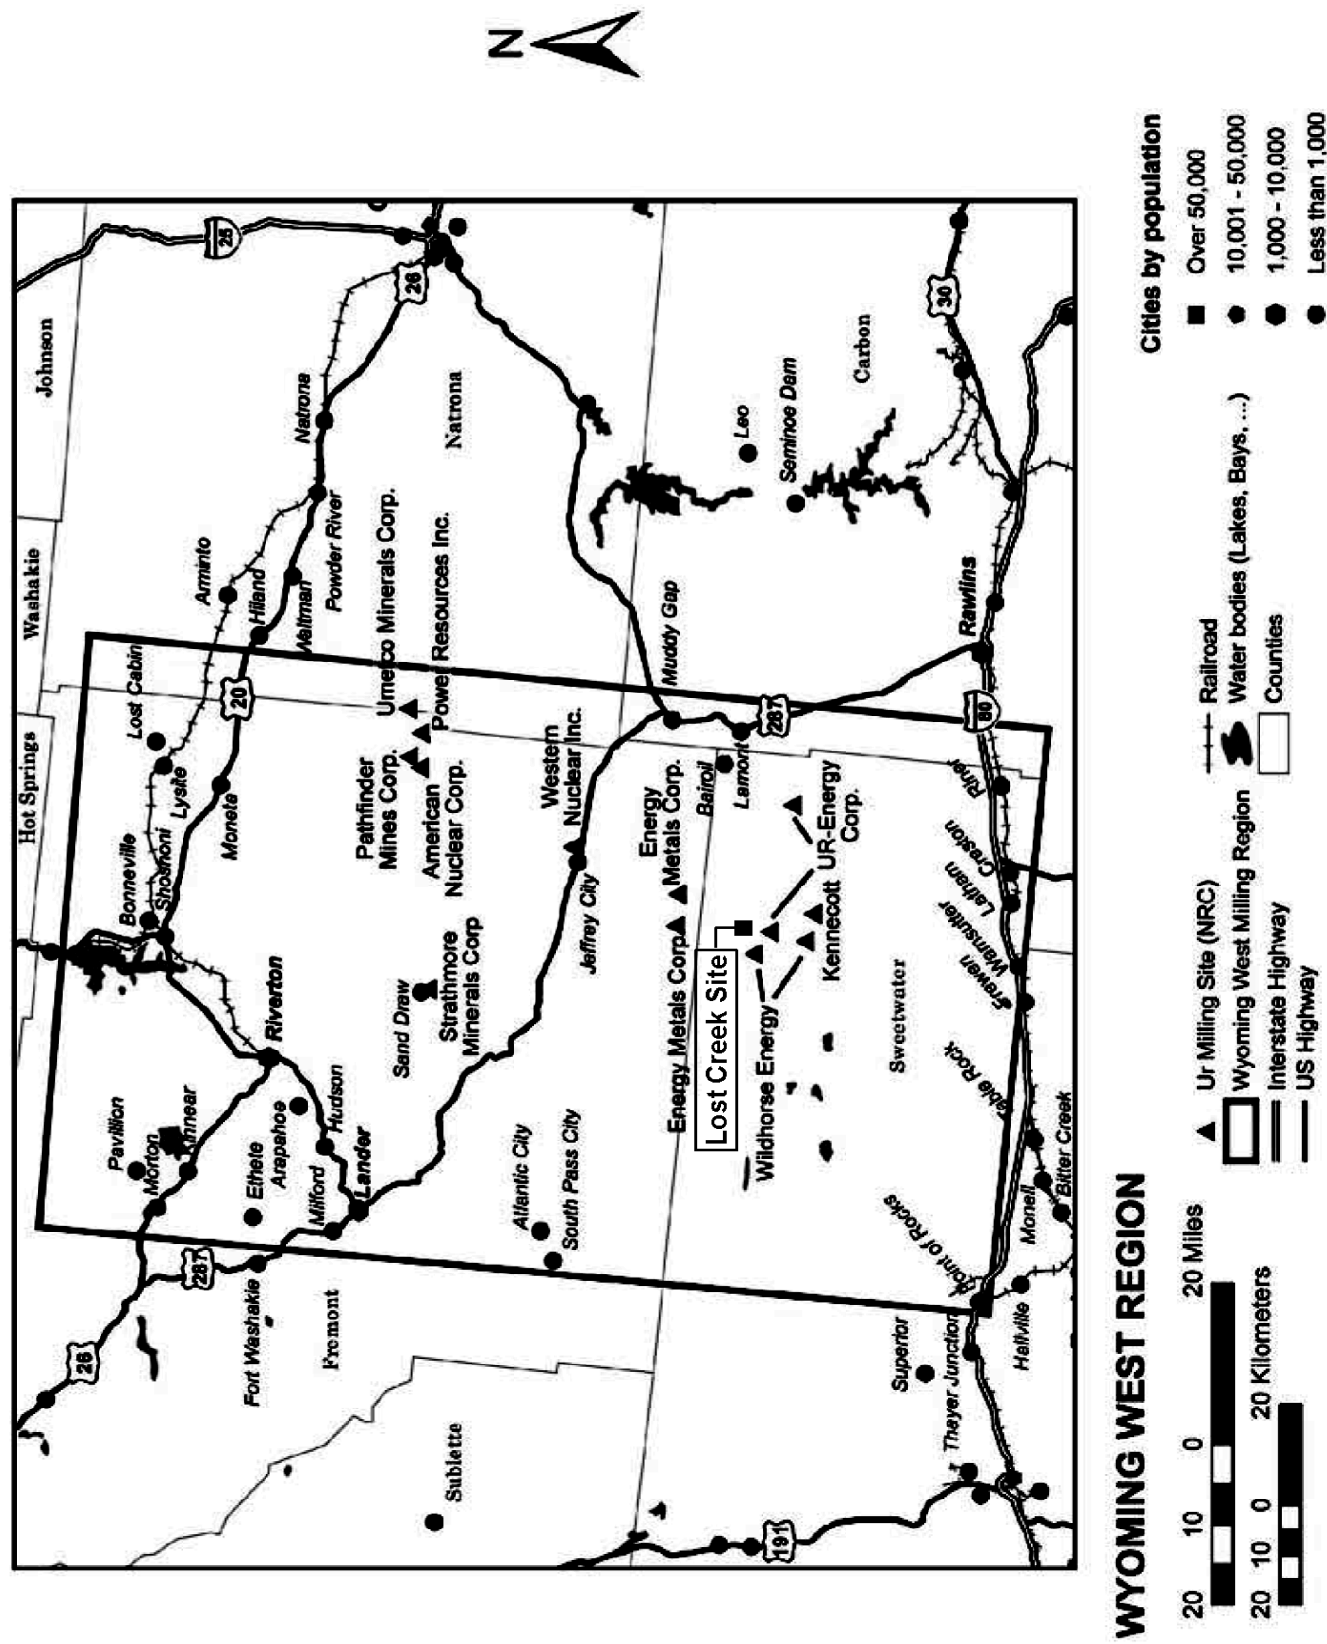 N
Johnson
Washakie
Hot Springs
25
Lost Cabin
Arminto
Natrona
26
Bonneville
Shoshoni
Lysite
20
Hiland
Waltman
Powder River
Moneta
Natrona
Pavillion
Morton
Kinnear
Riverton
26
287
Ethete
Arapahoe
Hudson
Fort Washakie
Milford
Lander
Fremont
Pathfinder
Mines Corp.
Umetco Minerals Corp.
Power Resources Inc.
American
Nuclear Corp.
Sand Draw
Strathmore
Minerals Corp
Sublette
Atlantic City
South Pass City
Western
Nuclear Inc.
Jeffrey City
Muddy Gap
Energy
Metals Corp.
Energy Metals Corp.
Bairoil
Lamont
287
Leo
Seminoe Dam
Carbon
Lost Creek Site
Wildhorse Energy
Kennecott
UR-Energy
Corp.
Sweetwater
30
191
Superior
Thayer Junction
Point of Rocks
Table Rock
Frewen
Wamsutter
Latham
Creston
Riner
80
Rawlins
Hallville
Monell
Bitter Creek
WYOMING WEST REGION
20 10 0 20 Miles
20 10 0 20 Kilometers
Ur Milling Site (NRC)
Wyoming West Milling Region
Interstate Highway
US Highway
Railroad
Water bodies (Lakes, Bays, ...)
Counties
Cities by population
Over 50,000
10,001 - 50,000
1,000 - 10,000
Less than 1,000